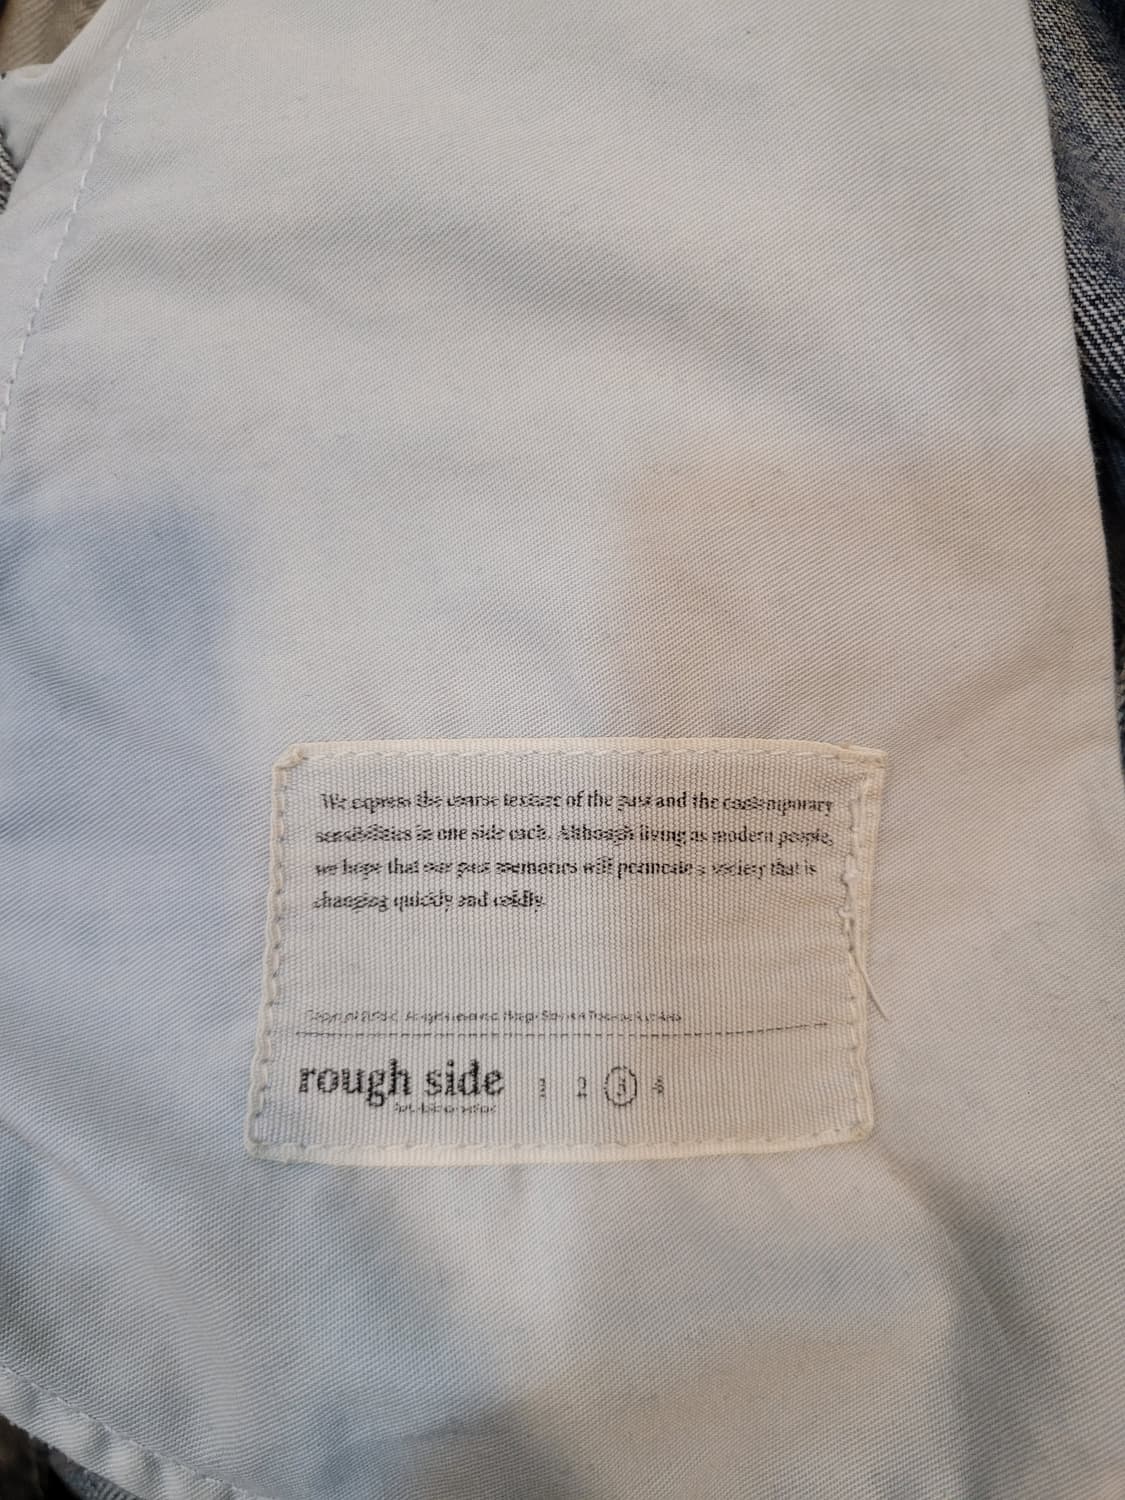 We express the coarse texture of the past and the contemporary
sensibilities in one side each. Although living as modern people,
we hope that our past memories will permeate a society that is
changing quickly and coldly.
rough side 1 2 3 4